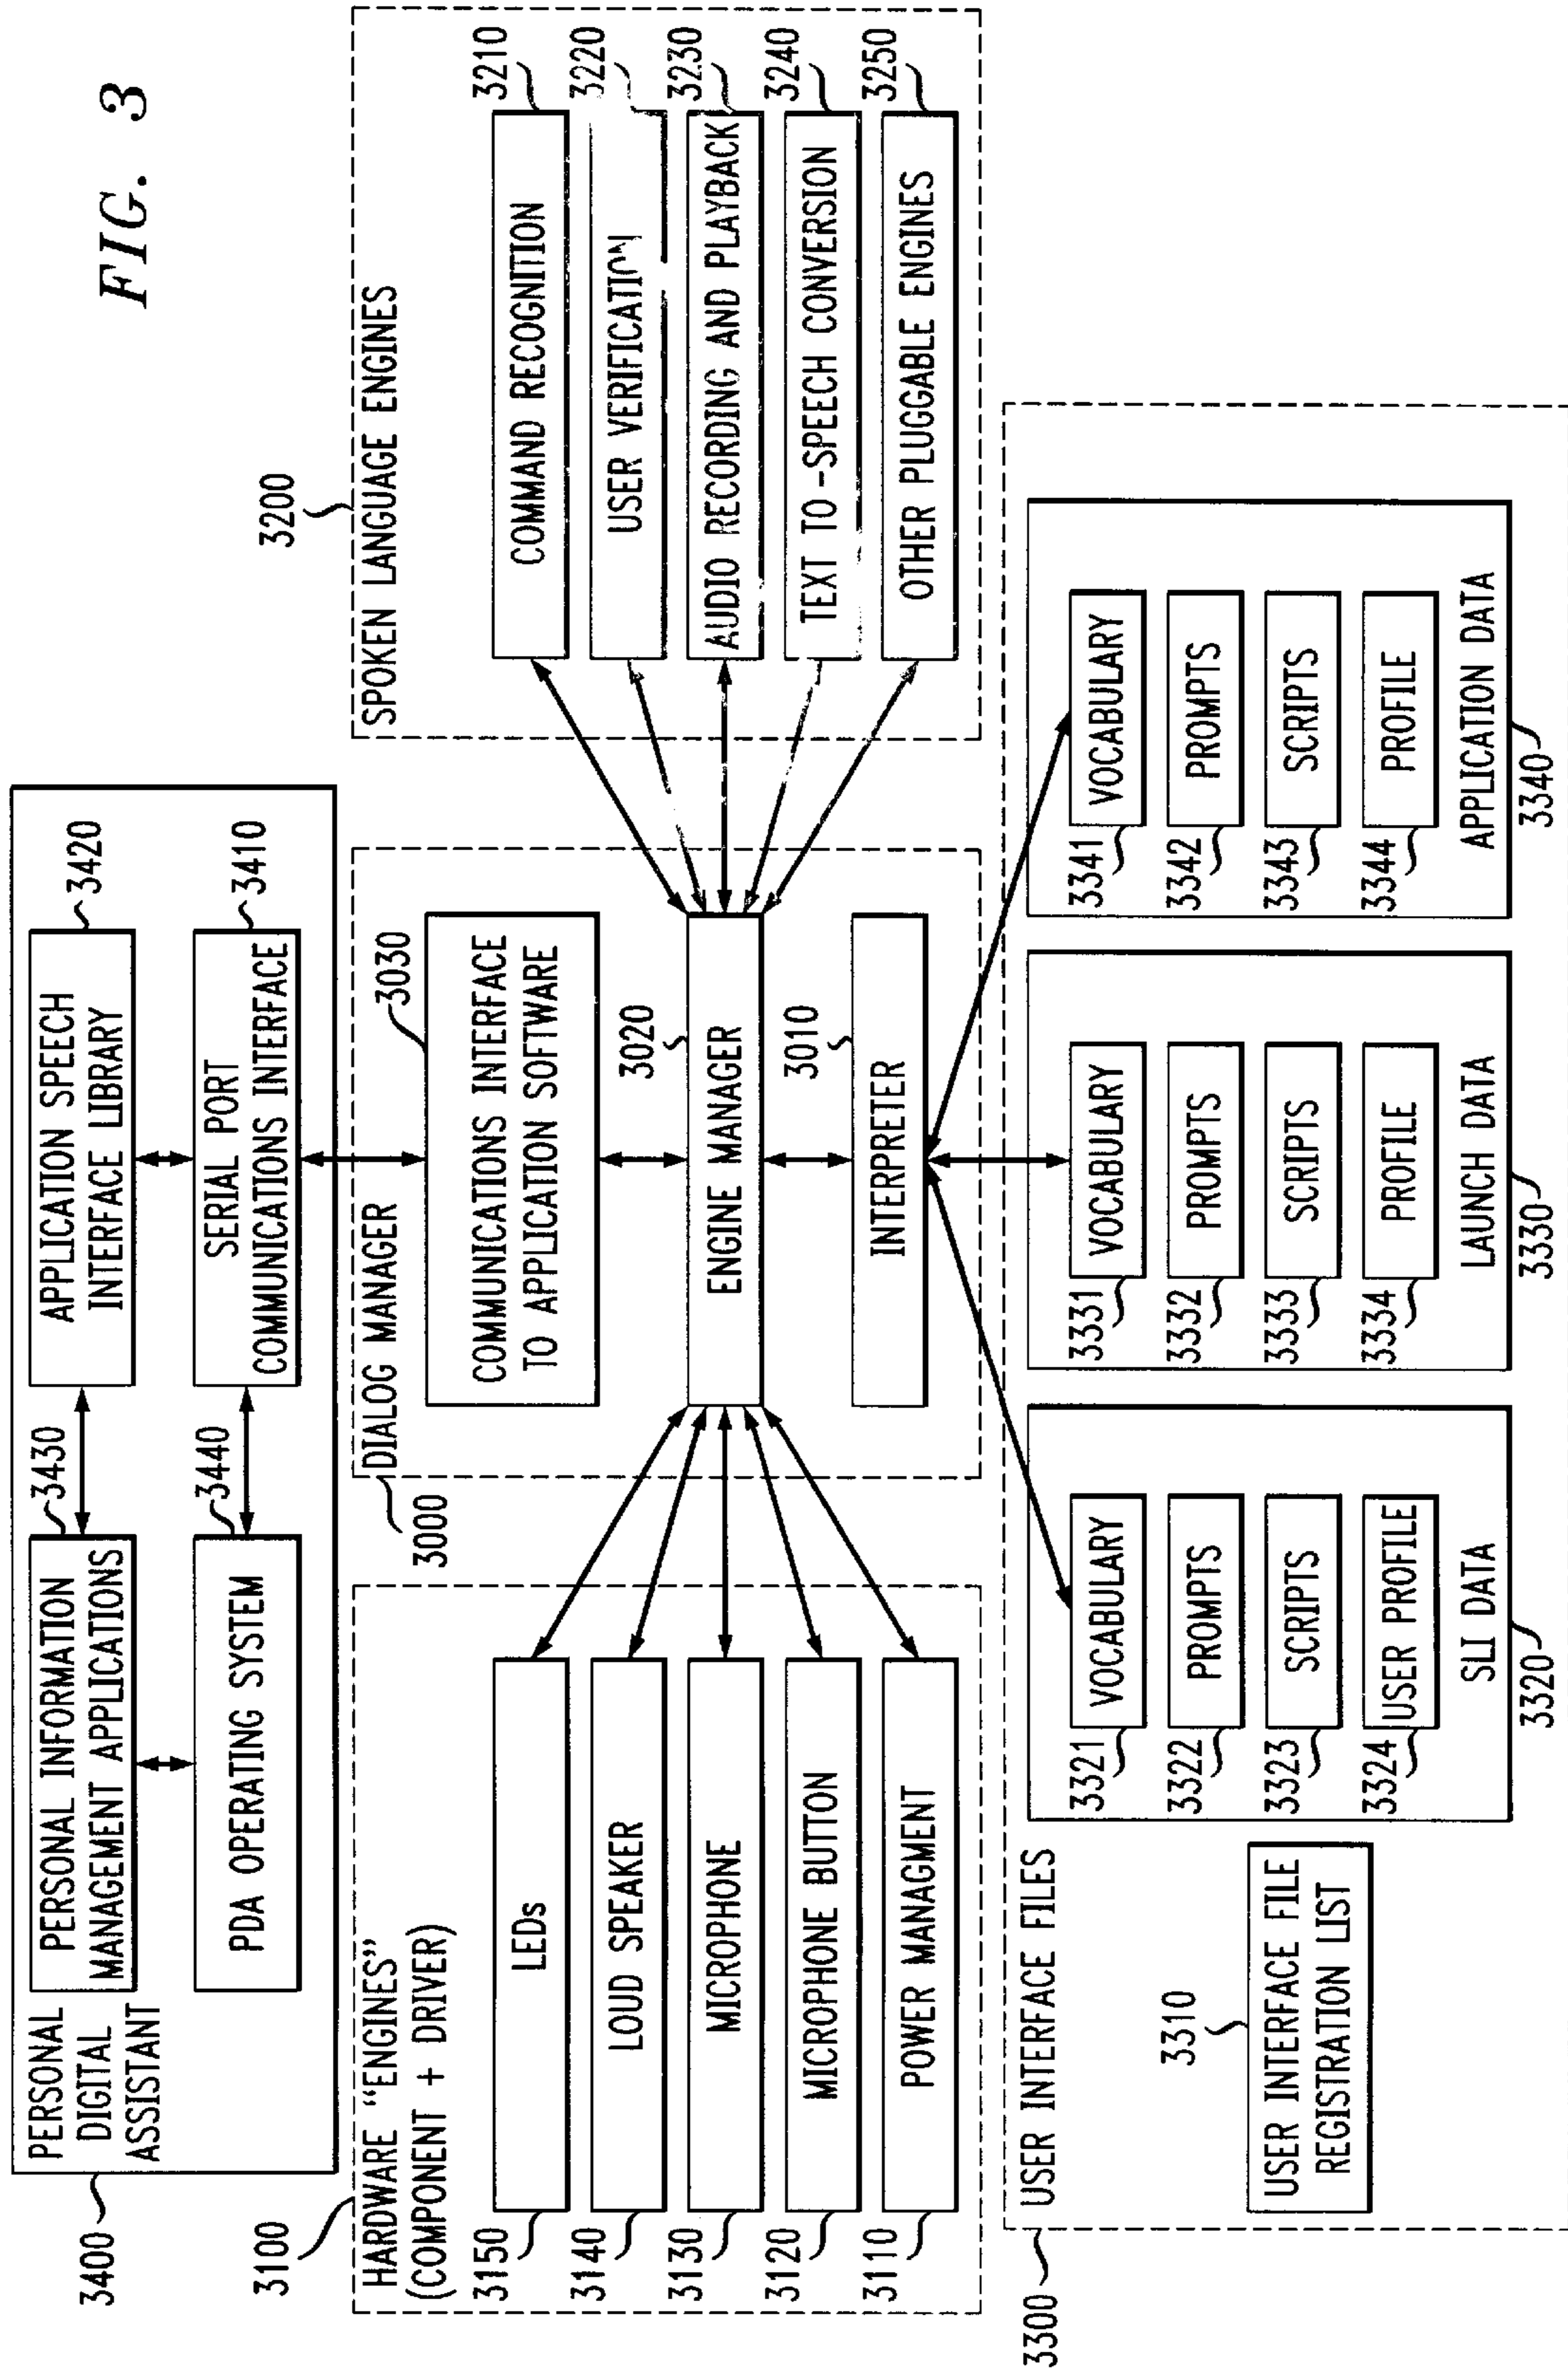 FIG. 3
PERSONAL
DIGITAL
ASSISTANT
3400
PERSONAL INFORMATION
MANAGEMENT APPLICATIONS
3430
APPLICATION SPEECH
INTERFACE LIBRARY
3420
PDA OPERATING SYSTEM
3440
SERIAL PORT
COMMUNICATIONS INTERFACE
3410
3100
HARDWARE "ENGINES"
(COMPONENT + DRIVER)
3150
LEDs
3140
LOUD SPEAKER
3130
MICROPHONE
3120
MICROPHONE BUTTON
3110
POWER MANAGMENT
3000
DIALOG MANAGER
3030
COMMUNICATIONS INTERFACE
TO APPLICATION SOFTWARE
3020
ENGINE MANAGER
3010
INTERPRETER
3200
SPOKEN LANGUAGE ENGINES
COMMAND RECOGNITION
3210
USER VERIFICATION
3220
AUDIO RECORDING AND PLAYBACK
3230
TEXT TO-SPEECH CONVERSION
3240
OTHER PLUGGABLE ENGINES
3250
3300
USER INTERFACE FILES
3310
USER INTERFACE FILE
REGISTRATION LIST
3321
VOCABULARY
3322
PROMPTS
3323
SCRIPTS
3324
USER PROFILE
SLI DATA
3320
3331
VOCABULARY
3332
PROMPTS
3333
SCRIPTS
3334
PROFILE
LAUNCH DATA
3330
3341
VOCABULARY
3342
PROMPTS
3343
SCRIPTS
3344
PROFILE
APPLICATION DATA
3340